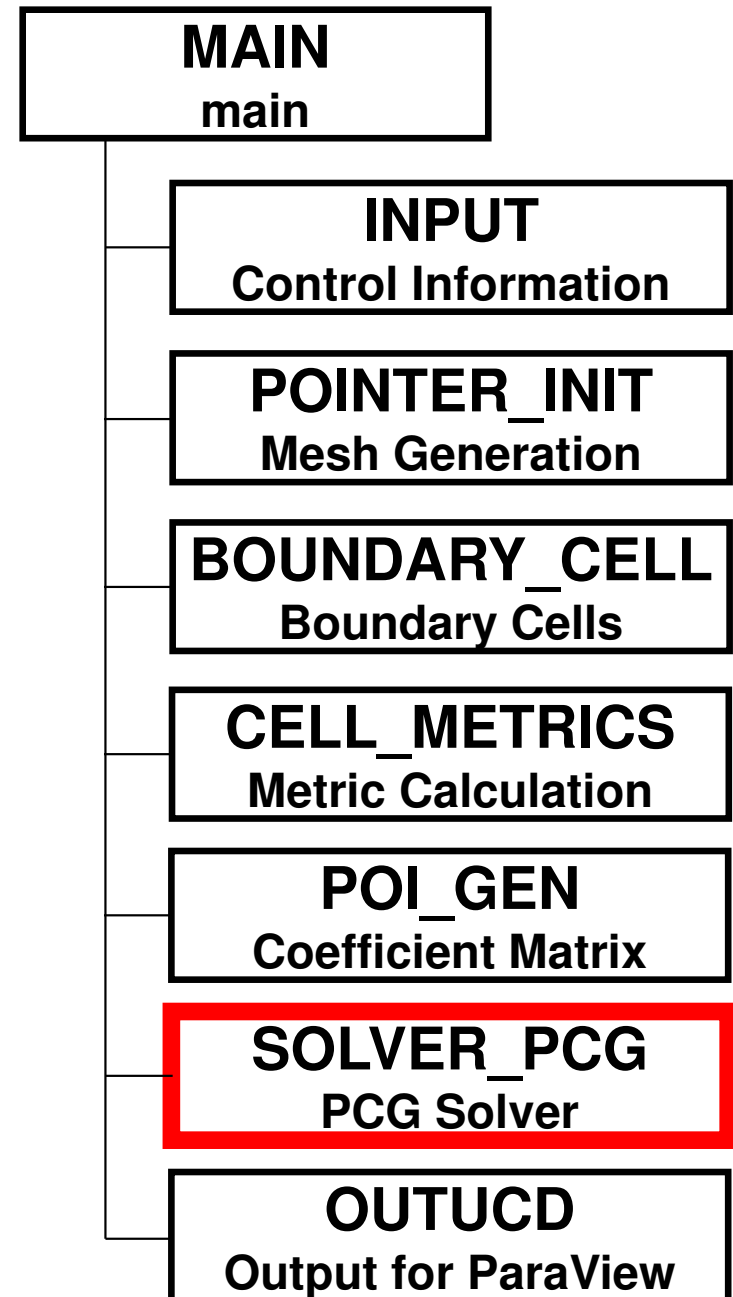 MAIN
main
INPUT
Control Information
POINTER_INIT
Mesh Generation
BOUNDARY_CELL
Boundary Cells
CELL_METRICS
Metric Calculation
POI_GEN
Coefficient Matrix
SOLVER_PCG
PCG Solver
OUTUCD
Output for ParaView